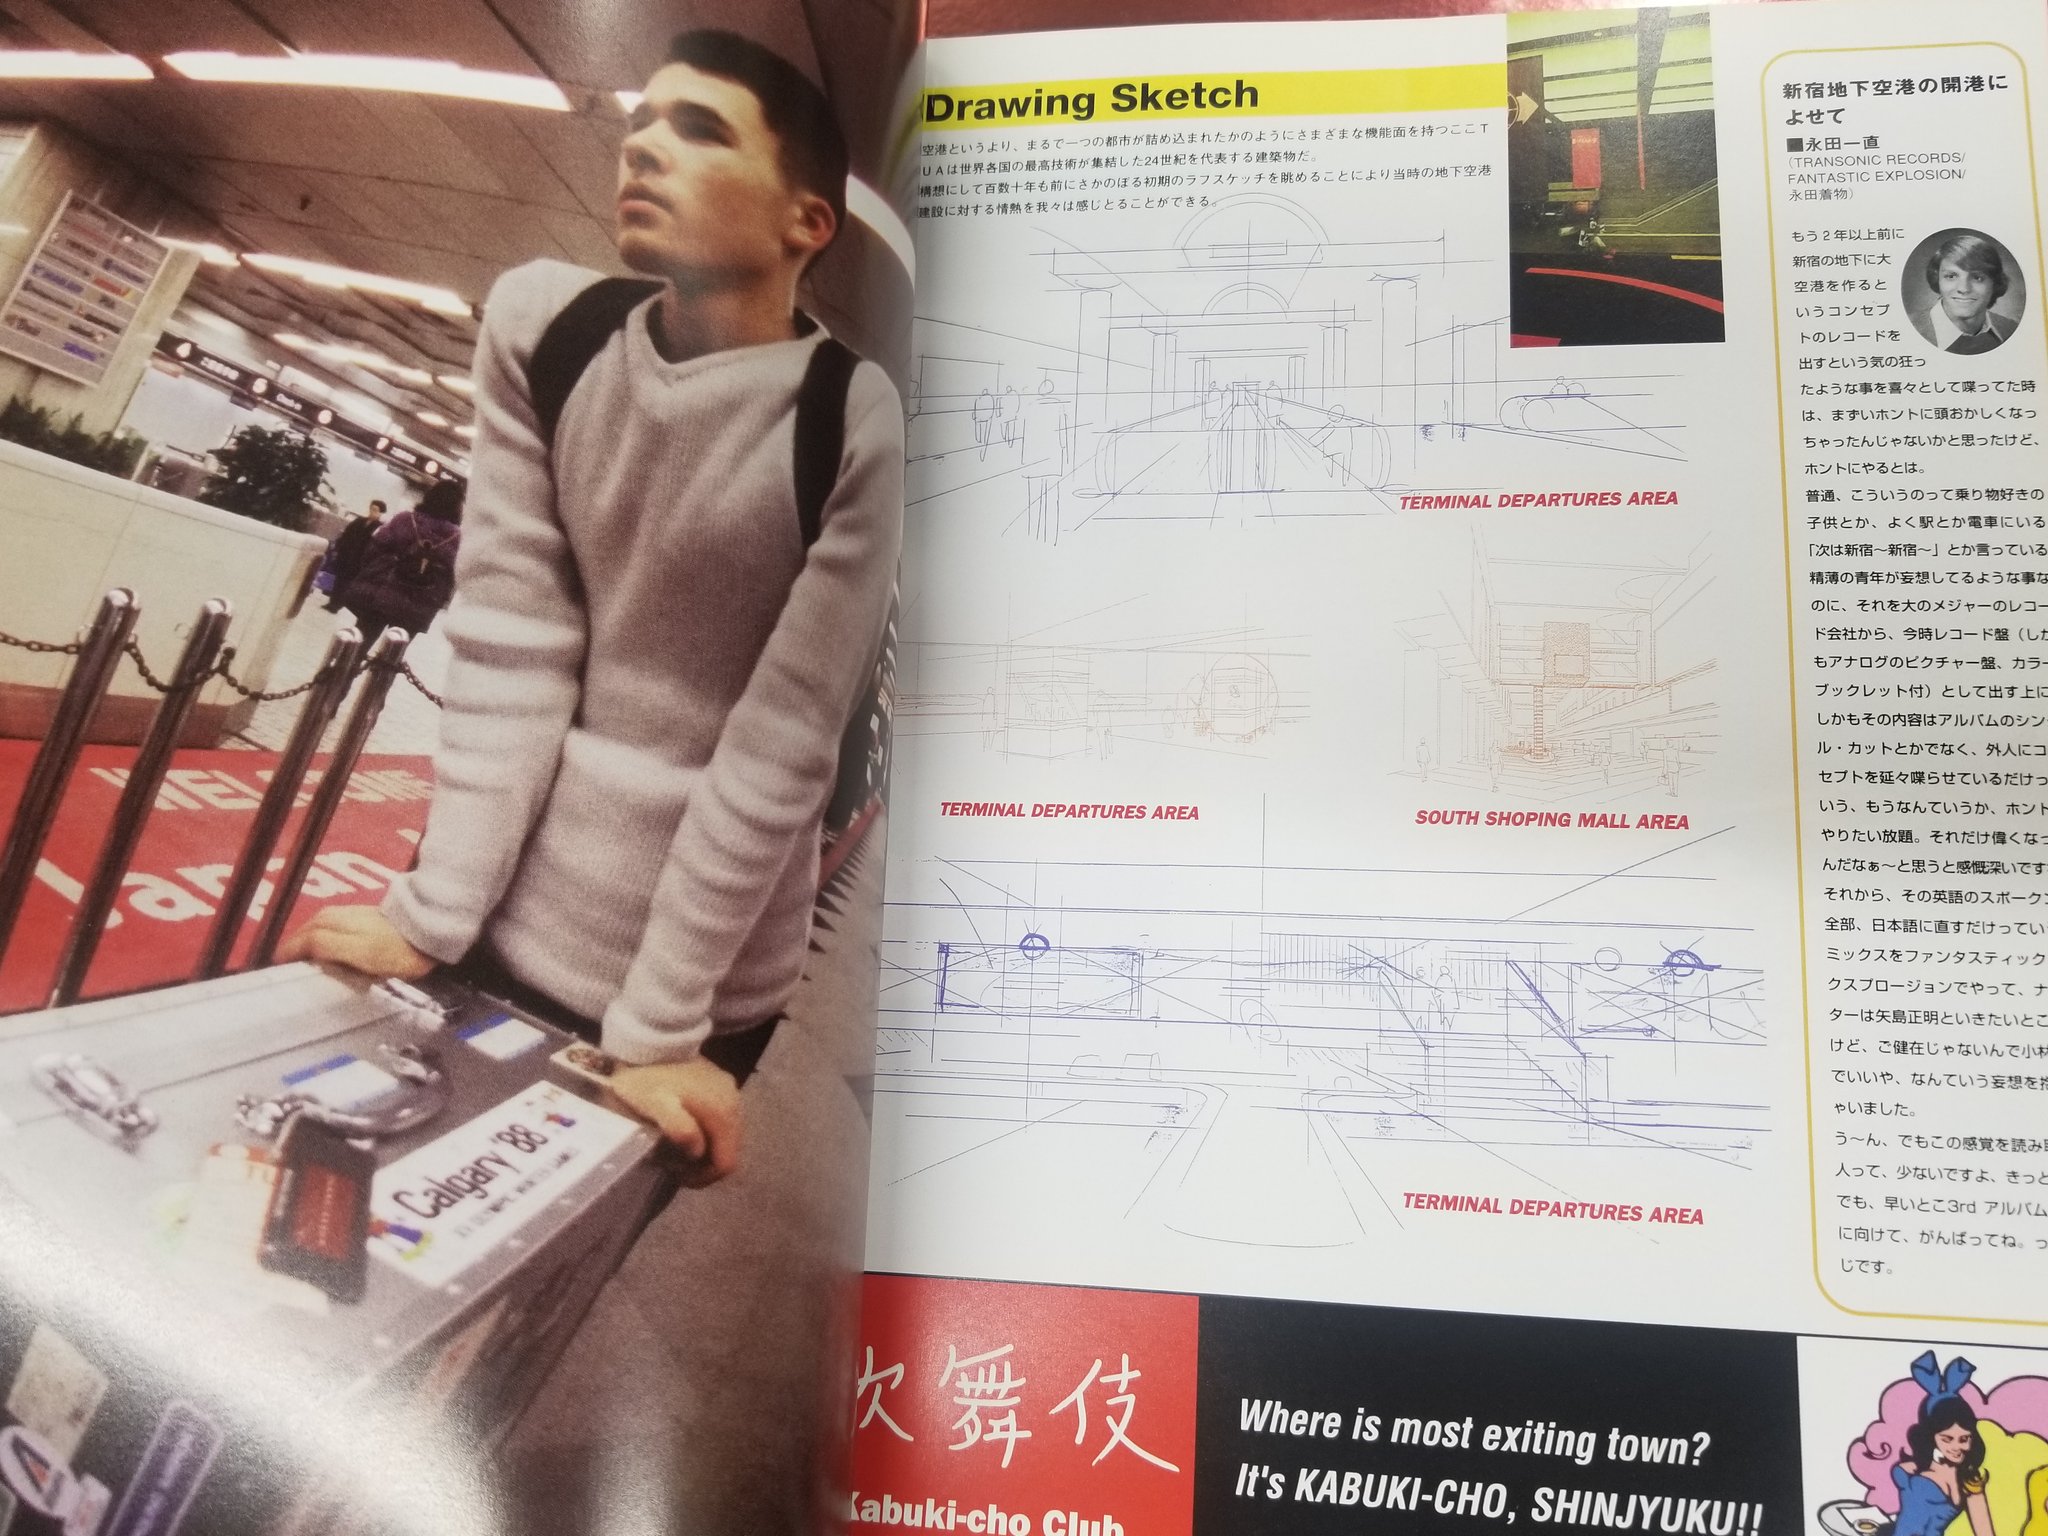 WELCOME
Japan
Calgary '88
Drawing Sketch
空港というより、まるで一つの都市が詰め込まれたかのようにさまざまな機能面を持つここT
UAは世界各国の最高技術が集結した24世紀を代表する建築物だ。
構想にして百数十年も前にさかのぼる初期のラフスケッチを眺めることにより当時の地下空港
建設に対する情熱を我々は感じとることができる。
TERMINAL DEPARTURES AREA
TERMINAL DEPARTURES AREA
SOUTH SHOPING MALL AREA
TERMINAL DEPARTURES AREA
新宿地下空港の開港に
よせて
■永田一直
(TRANSONIC RECORDS/
FANTASTIC EXPLOSION/
永田着物)
もう2年以上前に
新宿の地下に大
空港を作ると
いうコンセプ
トのレコードを
出すという気の狂っ
たような事を喜々として喋ってた時
は、まずいホントに頭おかしくなっ
ちゃったんじゃないかと思ったけど、
ホントにやるとは。
普通、こういうのって乗り物好きの
子供とか、よく駅とか電車にいる
「次は新宿〜新宿〜」とか言っている
精薄の青年が妄想してるような事な
のに、それを大のメジャーのレコー
ド会社から、今時レコード盤（しか
もアナログのピクチャー盤、カラー
ブックレット付）として出す上に
しかもその内容はアルバムのシン
ル・カットとかでなく、外人にコ
セプトを延々喋らせているだけっ
いう、もうなんていうか、ホント
やりたい放題。それだけ偉くなっ
んだなぁ〜と思うと感慨深いです
それから、その英語のスポーク
全部、日本語に直すだけってい
ミックスをファンタスティック
クスプロージョンでやって、ナ
ターは矢島正明といきたいとこ
けど、ご健在じゃないんで小林
でいいや、なんていう妄想を
ゃいました。
う〜ん、でもこの感覚を読み
人って、少ないですよ、きっと
でも、早いとこ3rd アルバム
に向けて、がんばってね。っ
じです。
歌舞伎
Kabuki-cho Club
Where is most exiting town?
It's KABUKI-CHO, SHINJYUKU!!